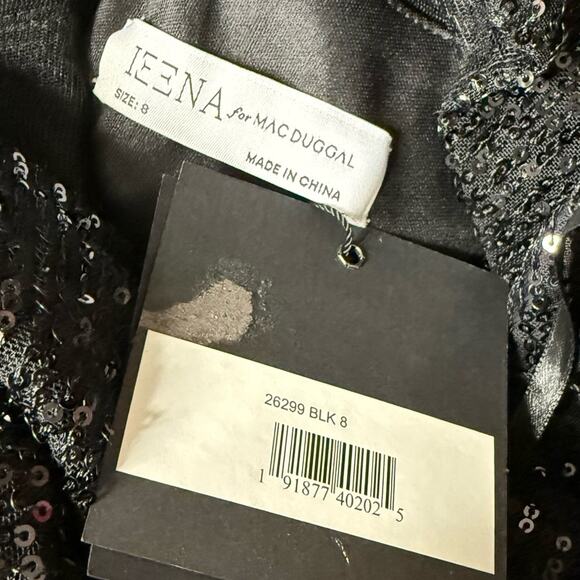 IEENA for MAC DUGGAL
SIZE: 8
MADE IN CHINA
26299 BLK 8
1 91877 40202 5